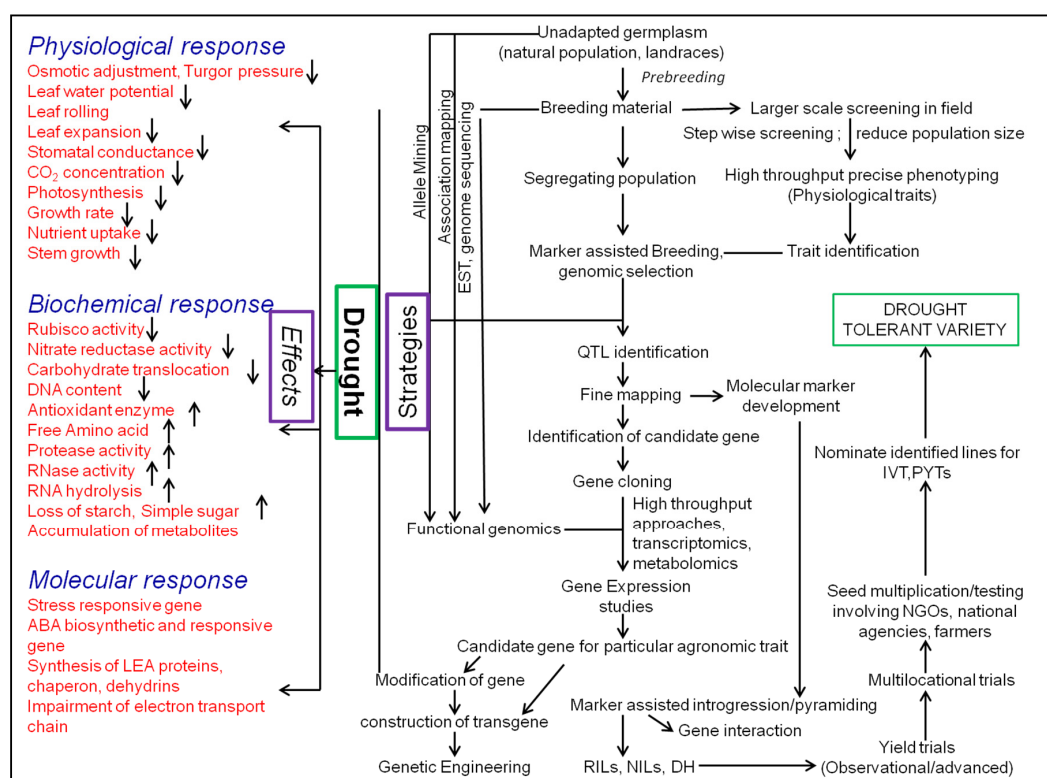 Physiological response
Osmotic adjustment, Turgor pressure
Leaf water potential
Leaf rolling
Leaf expansion
Stomatal conductance
CO₂ concentration
Photosynthesis
Growth rate
Nutrient uptake
Stem growth
Biochemical response
Rubisco activity
Nitrate reductase activity
Carbohydrate translocation
DNA content
Antioxidant enzyme
Free Amino acid
Protease activity
RNase activity
RNA hydrolysis
Loss of starch, Simple sugar
Accumulation of metabolites
Molecular response
Stress responsive gene
ABA biosynthetic and responsive
gene
Synthesis of LEA proteins,
chaperon, dehydrins
Impairment of electron transport
chain
Effects
Drought
Strategies
Allele Mining
Association mapping
EST, genome sequencing
Unadapted germplasm
(natural population, landraces)
Prebreeding
Breeding material
Larger scale screening in field
Step wise screening ; reduce population size
Segregating population
High throughput precise phenotyping
(Physiological traits)
Marker assisted Breeding,
genomic selection
Trait identification
QTL identification
Fine mapping
Molecular marker
development
Identification of candidate gene
Gene cloning
Functional genomics
High throughput
approaches,
transcriptomics,
metabolomics
Gene Expression
studies
Candidate gene for particular agronomic trait
Modification of gene
construction of transgene
Genetic Engineering
Marker assisted introgression/pyramiding
Gene interaction
RILs, NILs, DH
Yield trials
(Observational/advanced)
Multilocational trials
Seed multiplication/testing
involving NGOs, national
agencies, farmers
Nominate identified lines for
IVT,PYTs
DROUGHT
TOLERANT VARIETY